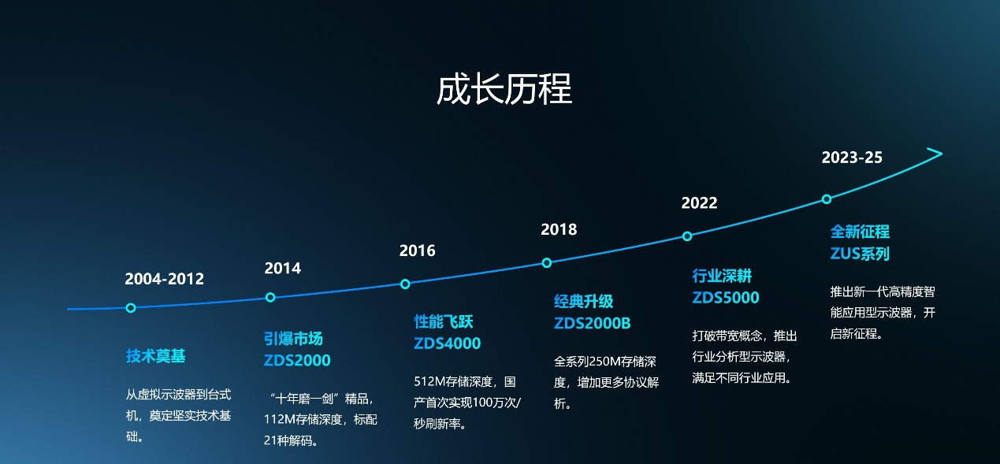 成长历程
2004-2012
技术奠基
从虚拟示波器到台式
机，奠定坚实技术基
础。
2014
引爆市场
ZDS2000
“十年磨一剑”精品，
112M存储深度，标配
21种解码。
2016
性能飞跃
ZDS4000
512M存储深度，国
产首次实现100万次/
秒刷新率。
2018
经典升级
ZDS2000B
全系列250M存储深
度，增加更多协议解
析。
2022
行业深耕
ZDS5000
打破带宽概念，推出
行业分析型示波器，
满足不同行业应用。
2023-25
全新征程
ZUS系列
推出新一代高精度智
能应用型示波器，开
启新征程。